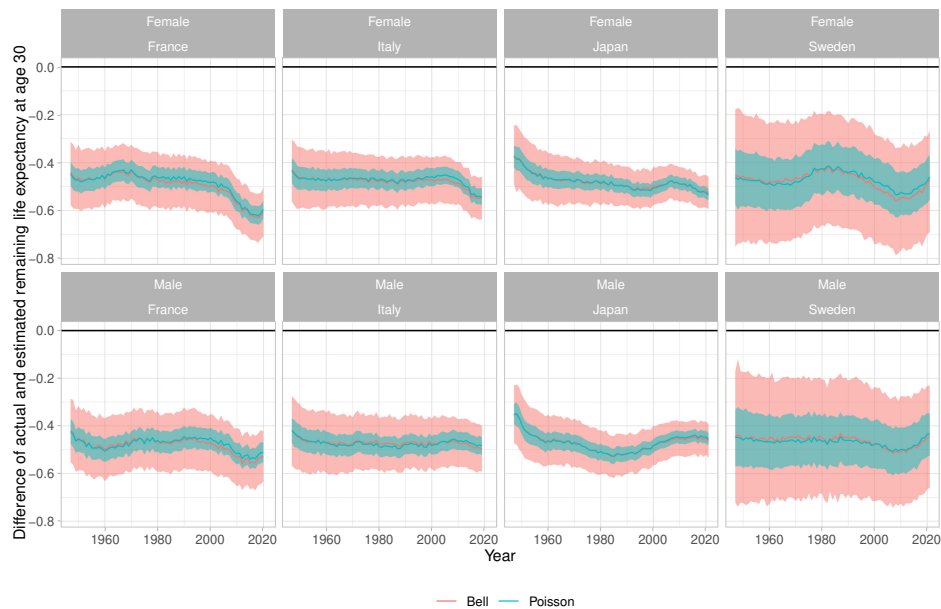 Difference of actual and estimated remaining life expectancy at age 30
Female Female Female Female
France Italy Japan Sweden
0.0
−0.2
−0.4
−0.6
−0.8
Male Male Male Male
France Italy Japan Sweden
0.0
−0.2
−0.4
−0.6
−0.8
1960 1980 2000 2020 1960 1980 2000 2020 1960 1980 2000 2020 1960 1980 2000 2020
Year
Bell Poisson